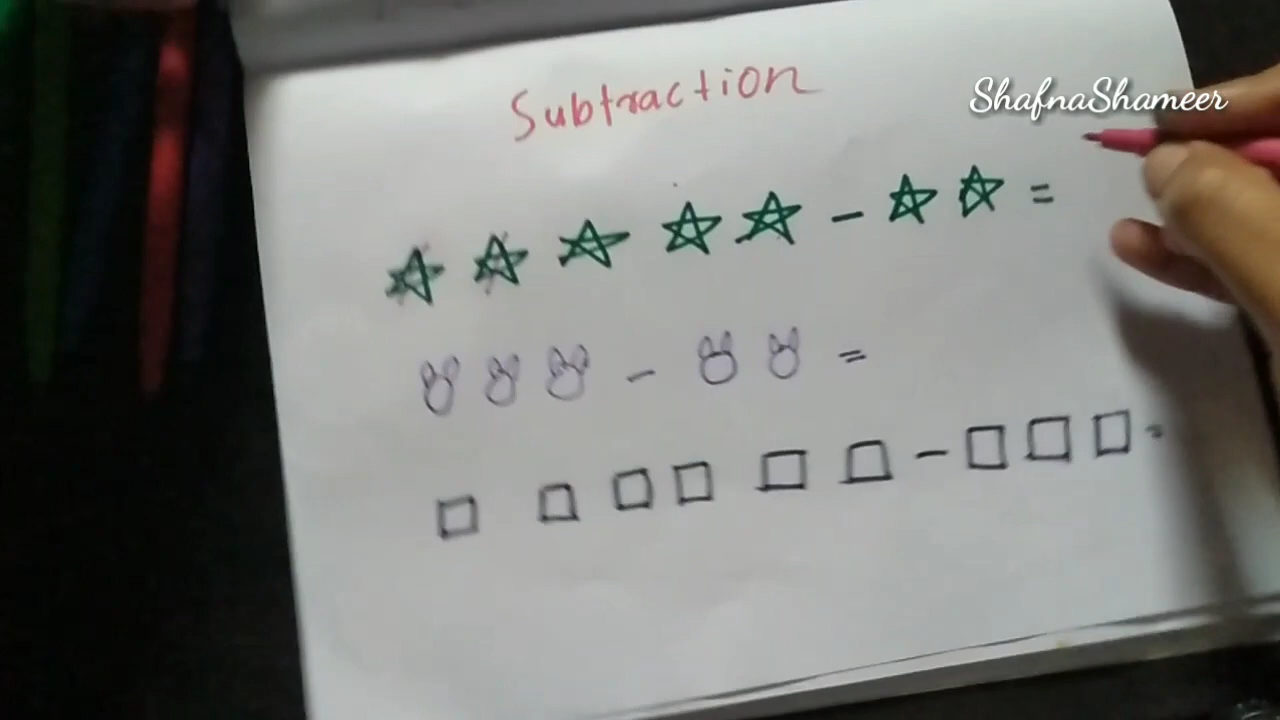 Subtraction
ShafnaShameer
- =
- =
- =